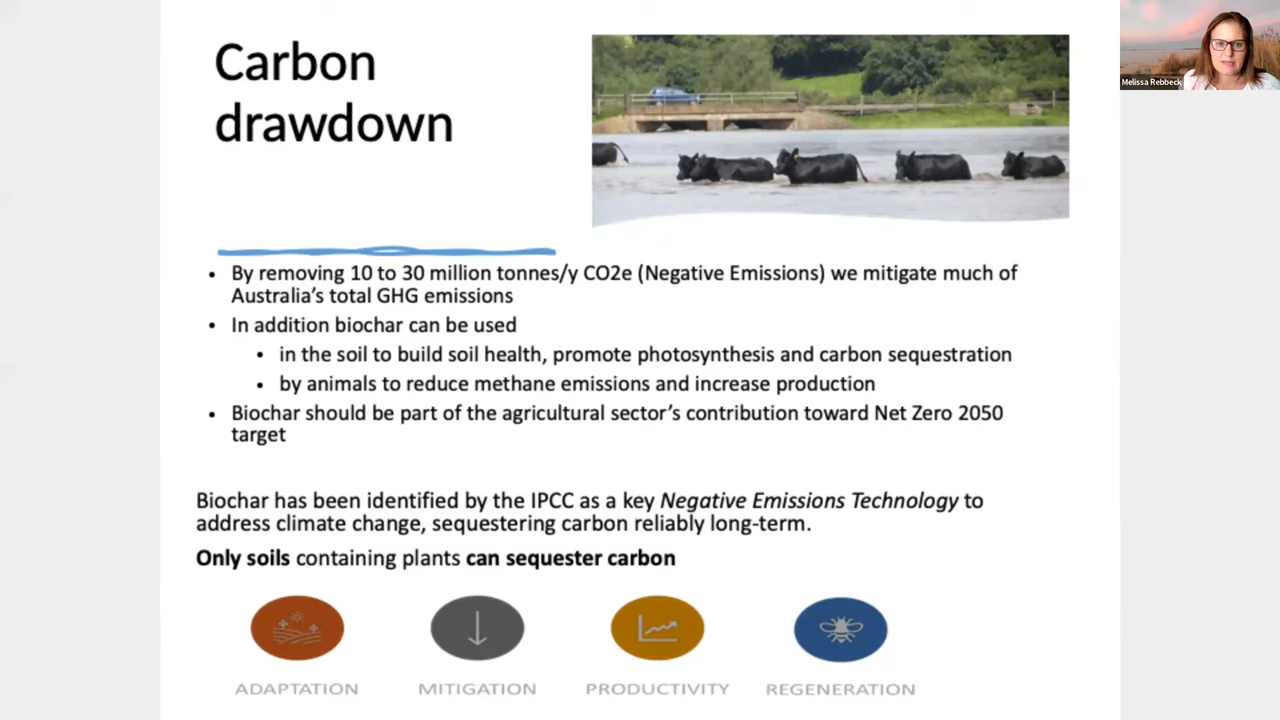 Carbon
drawdown
Melissa Rebbeck
• By removing 10 to 30 million tonnes/y CO2e (Negative Emissions) we mitigate much of
Australia's total GHG emissions
• In addition biochar can be used
• in the soil to build soil health, promote photosynthesis and carbon sequestration
• by animals to reduce methane emissions and increase production
• Biochar should be part of the agricultural sector's contribution toward Net Zero 2050
target
Biochar has been identified by the IPCC as a key Negative Emissions Technology to
address climate change, sequestering carbon reliably long-term.
Only soils containing plants can sequester carbon
ADAPTATION MITIGATION PRODUCTIVITY REGENERATION